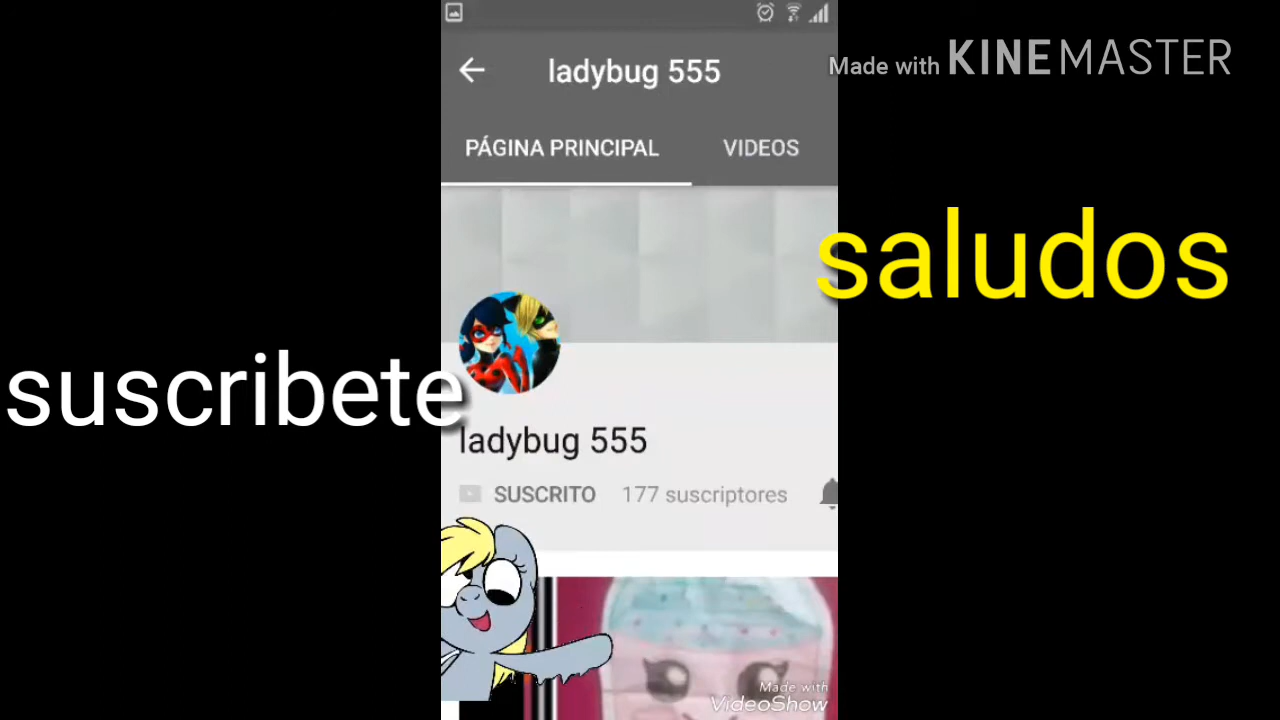 ladybug 555
Made with KINEMASTER
PÁGINA PRINCIPAL VIDEOS
saludos
suscribete
ladybug 555
SUSCRITO 177 suscriptores
Made with
VideoShow